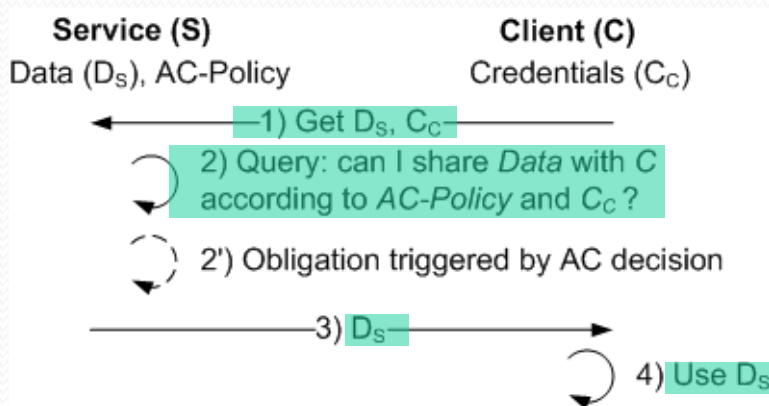 Service (S) Client (C)
Data (DS), AC-Policy Credentials (CC)
1) Get DS, CC
2) Query: can I share Data with C
according to AC-Policy and CC ?
2') Obligation triggered by AC decision
3) DS
4) Use DS